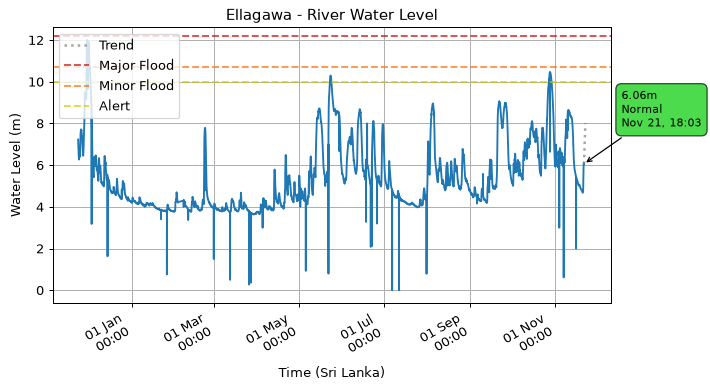 Ellagawa - River Water Level
Trend
Major Flood
Minor Flood
Alert
6.06m
Normal
Nov 21, 18:03
Water Level (m)
12
10
8
6
4
2
0
01 Jan
00:00
01 Mar
00:00
01 May
00:00
01 Jul
00:00
01 Sep
00:00
01 Nov
00:00
Time (Sri Lanka)